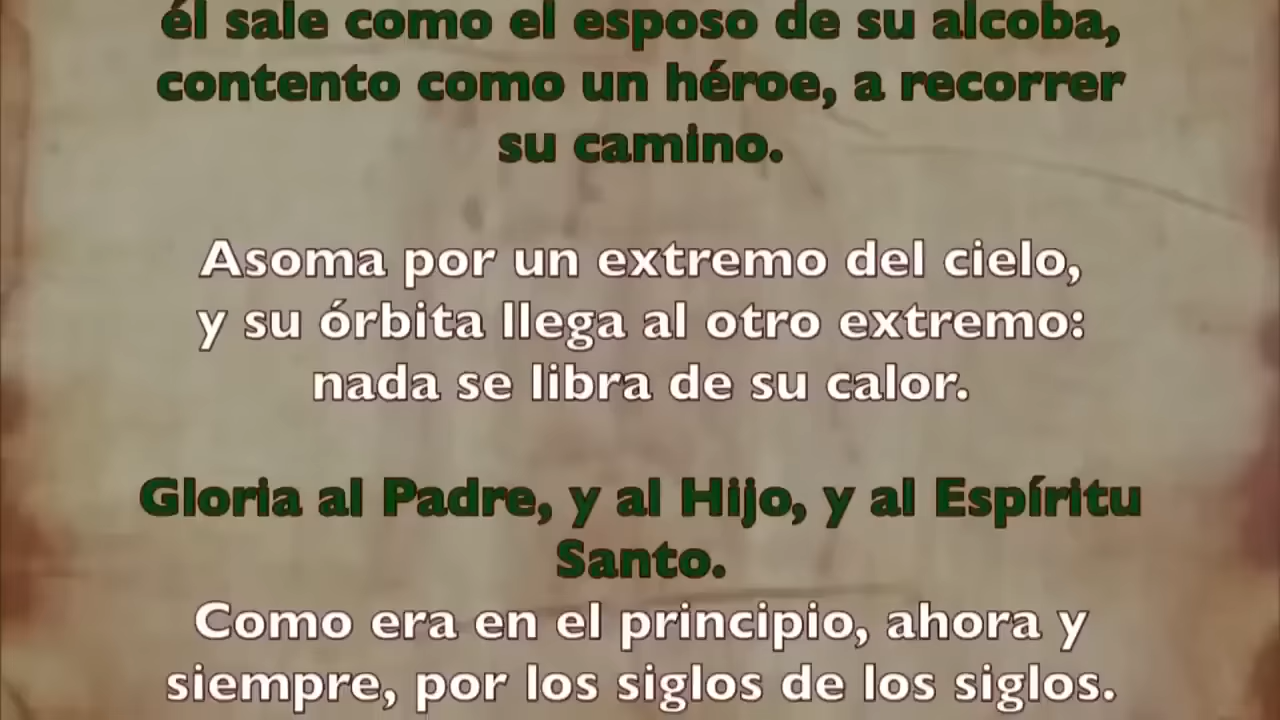 él sale como el esposo de su alcoba,
contento como un héroe, a recorrer
su camino.
Asoma por un extremo del cielo,
y su órbita llega al otro extremo:
nada se libra de su calor.
Gloria al Padre, y al Hijo, y al Espíritu
Santo.
Como era en el principio, ahora y
siempre, por los siglos de los siglos.